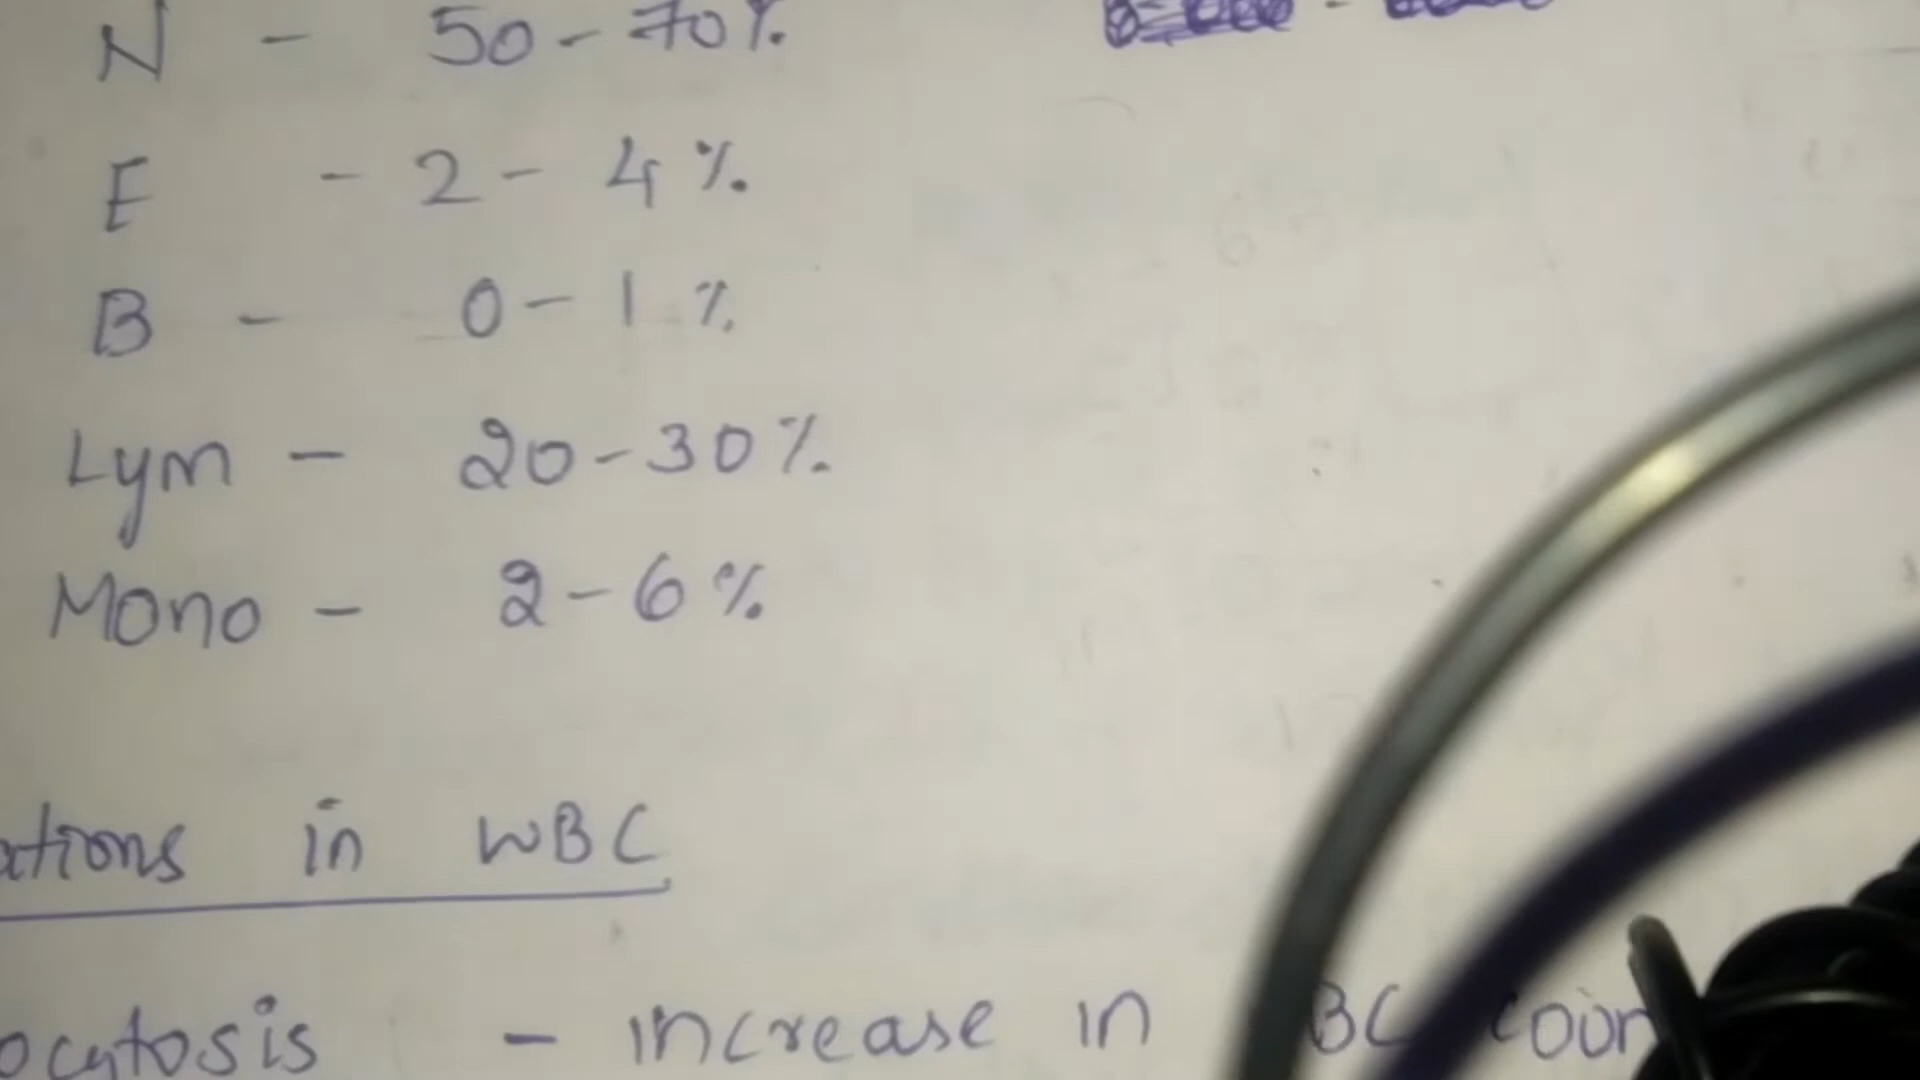 N - 50-70%
E - 2-4%
B - 0-1%
Lym - 20-30%
Mono - 2-6%
in WBC
- increase in